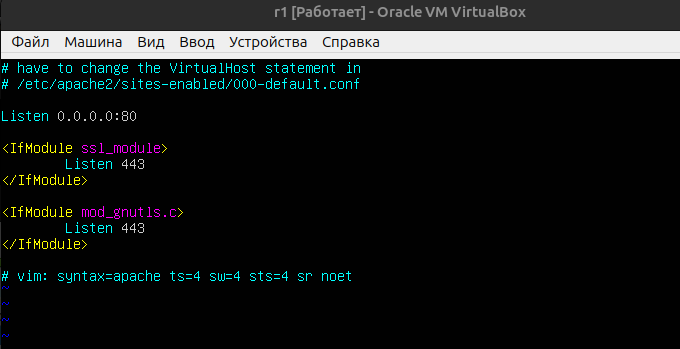 r1 [Работает] - Oracle VM VirtualBox
Файл Машина Вид Ввод Устройства Справка
# have to change the VirtualHost statement in
# /etc/apache2/sites-enabled/000-default.conf
Listen 0.0.0.0:80
<IfModule ssl_module>
        Listen 443
</IfModule>
<IfModule mod_gnutls.c>
        Listen 443
</IfModule>
# vim: syntax=apache ts=4 sw=4 sts=4 sr noet
~
~
~
~